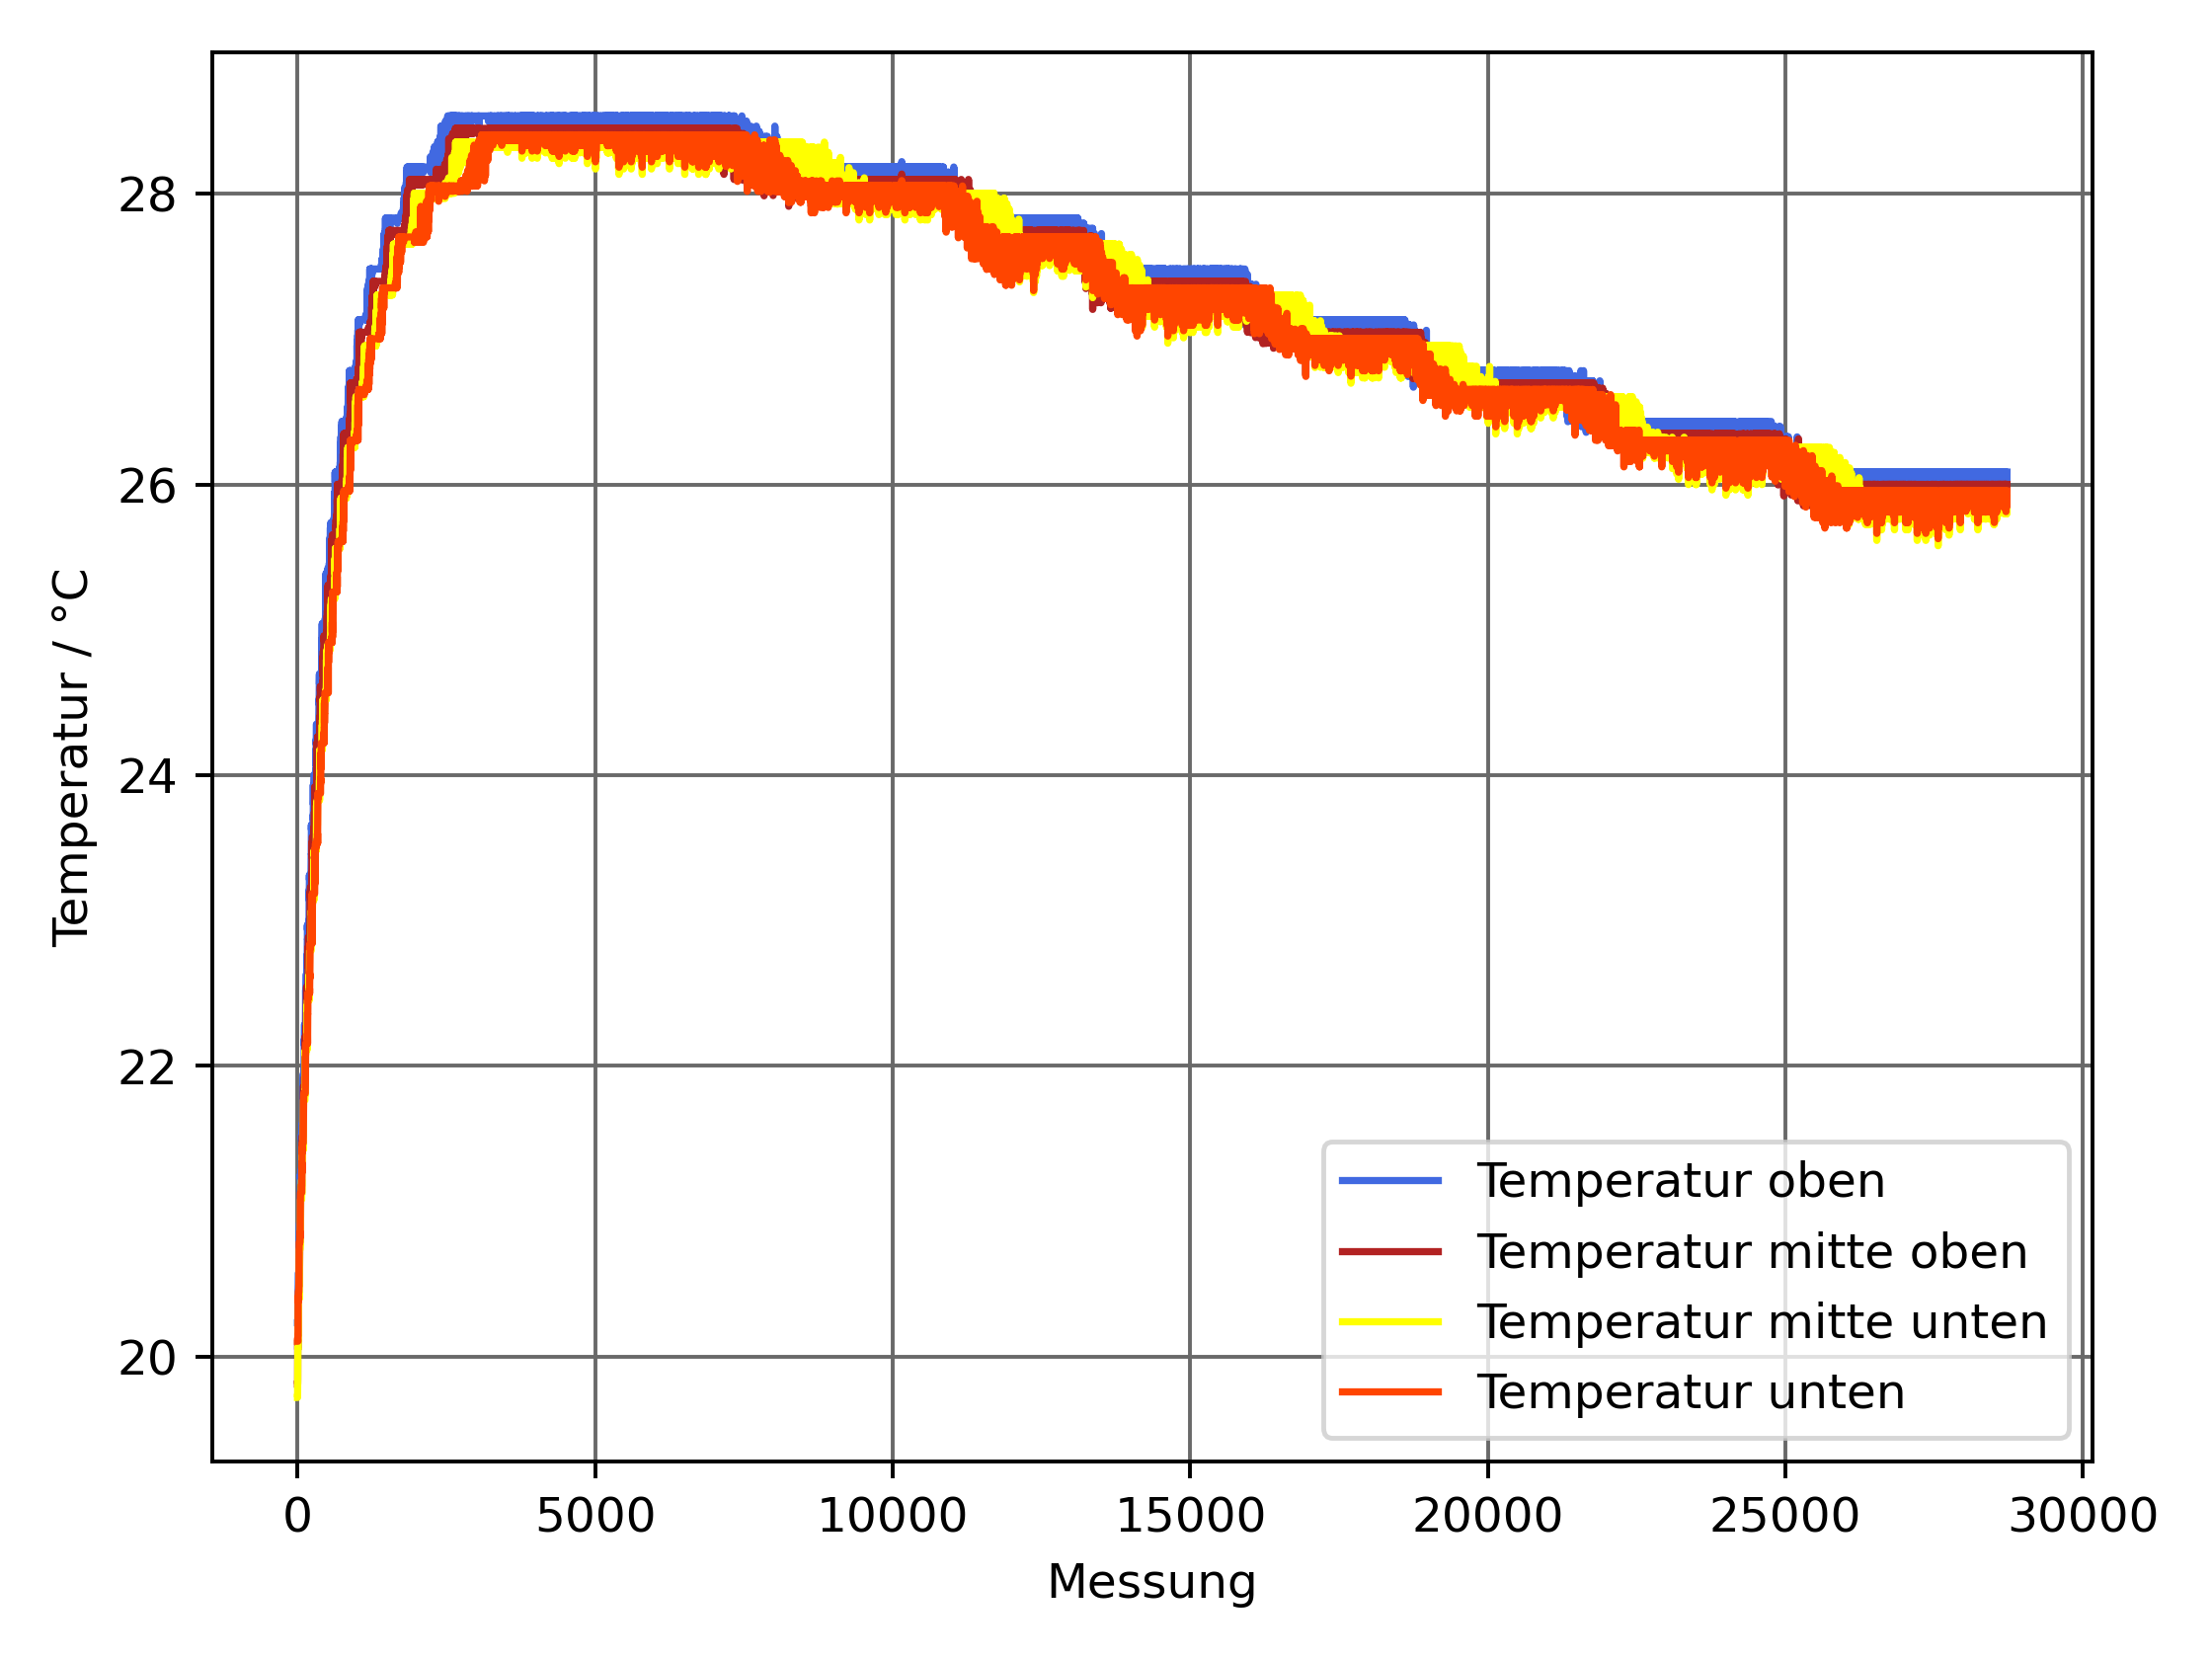 Temperatur / °C
28
26
24
22
20
0 5000 10000 15000 20000 25000 30000
Messung
Temperatur oben
Temperatur mitte oben
Temperatur mitte unten
Temperatur unten